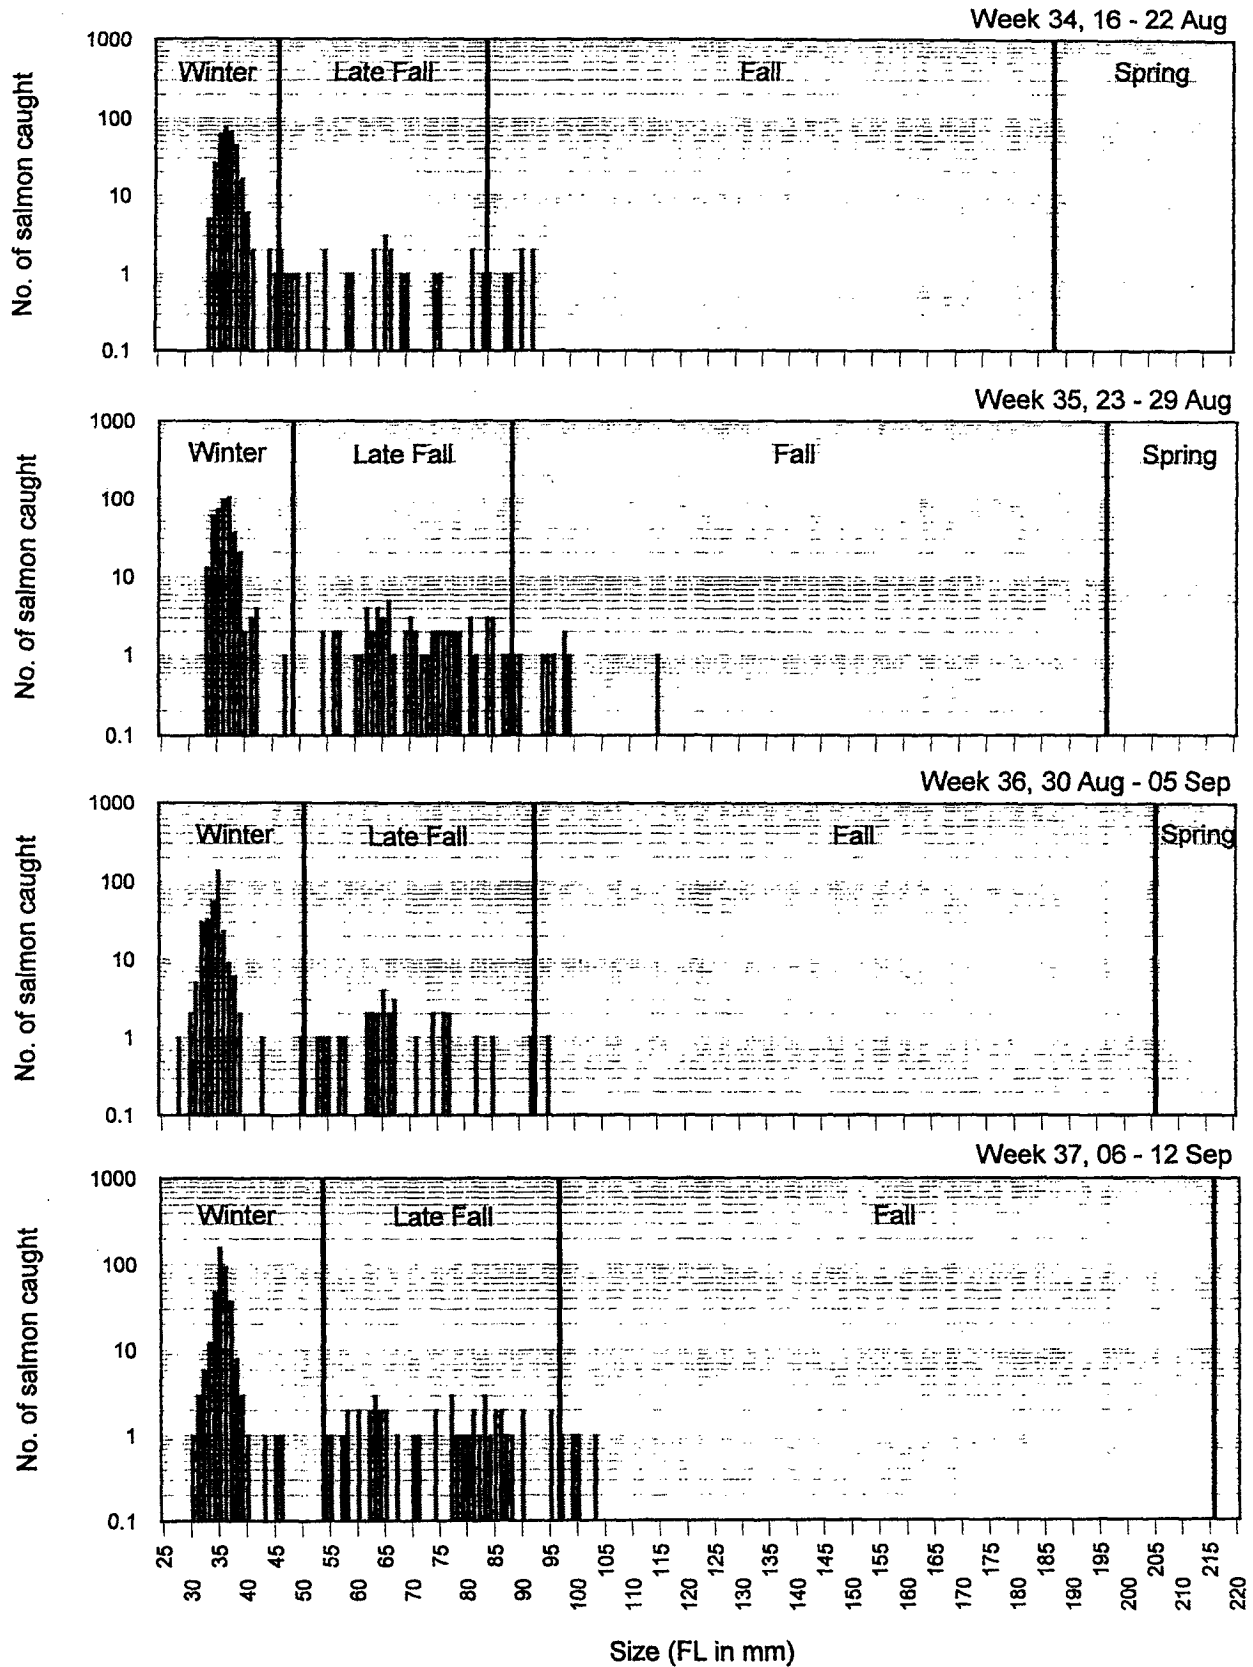 Week 34, 16 - 22 Aug
No. of salmon caught
1000
100
10
1
0.1
Winter Late Fall Fall Spring
Week 35, 23 - 29 Aug
No. of salmon caught
1000
100
10
1
0.1
Winter Late Fall Fall Spring
Week 36, 30 Aug - 05 Sep
No. of salmon caught
1000
100
10
1
0.1
Winter Late Fall Fall Spring
Week 37, 06 - 12 Sep
No. of salmon caught
1000
100
10
1
0.1
Winter Late Fall Fall
25 35 45 55 65 75 85 95 105 115 125 135 145 155 165 175 185 195 205 215
30 40 50 60 70 80 90 100 110 120 130 140 150 160 170 180 190 200 210 220
Size (FL in mm)